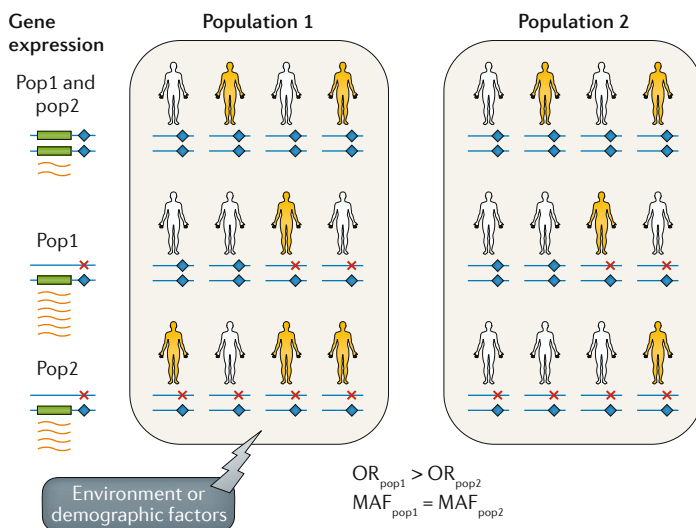 Gene
expression
Population 1
Population 2
Pop1 and
pop2
Pop1
Pop2
Environment or
demographic factors
OR_pop1 > OR_pop2
MAF_pop1 = MAF_pop2